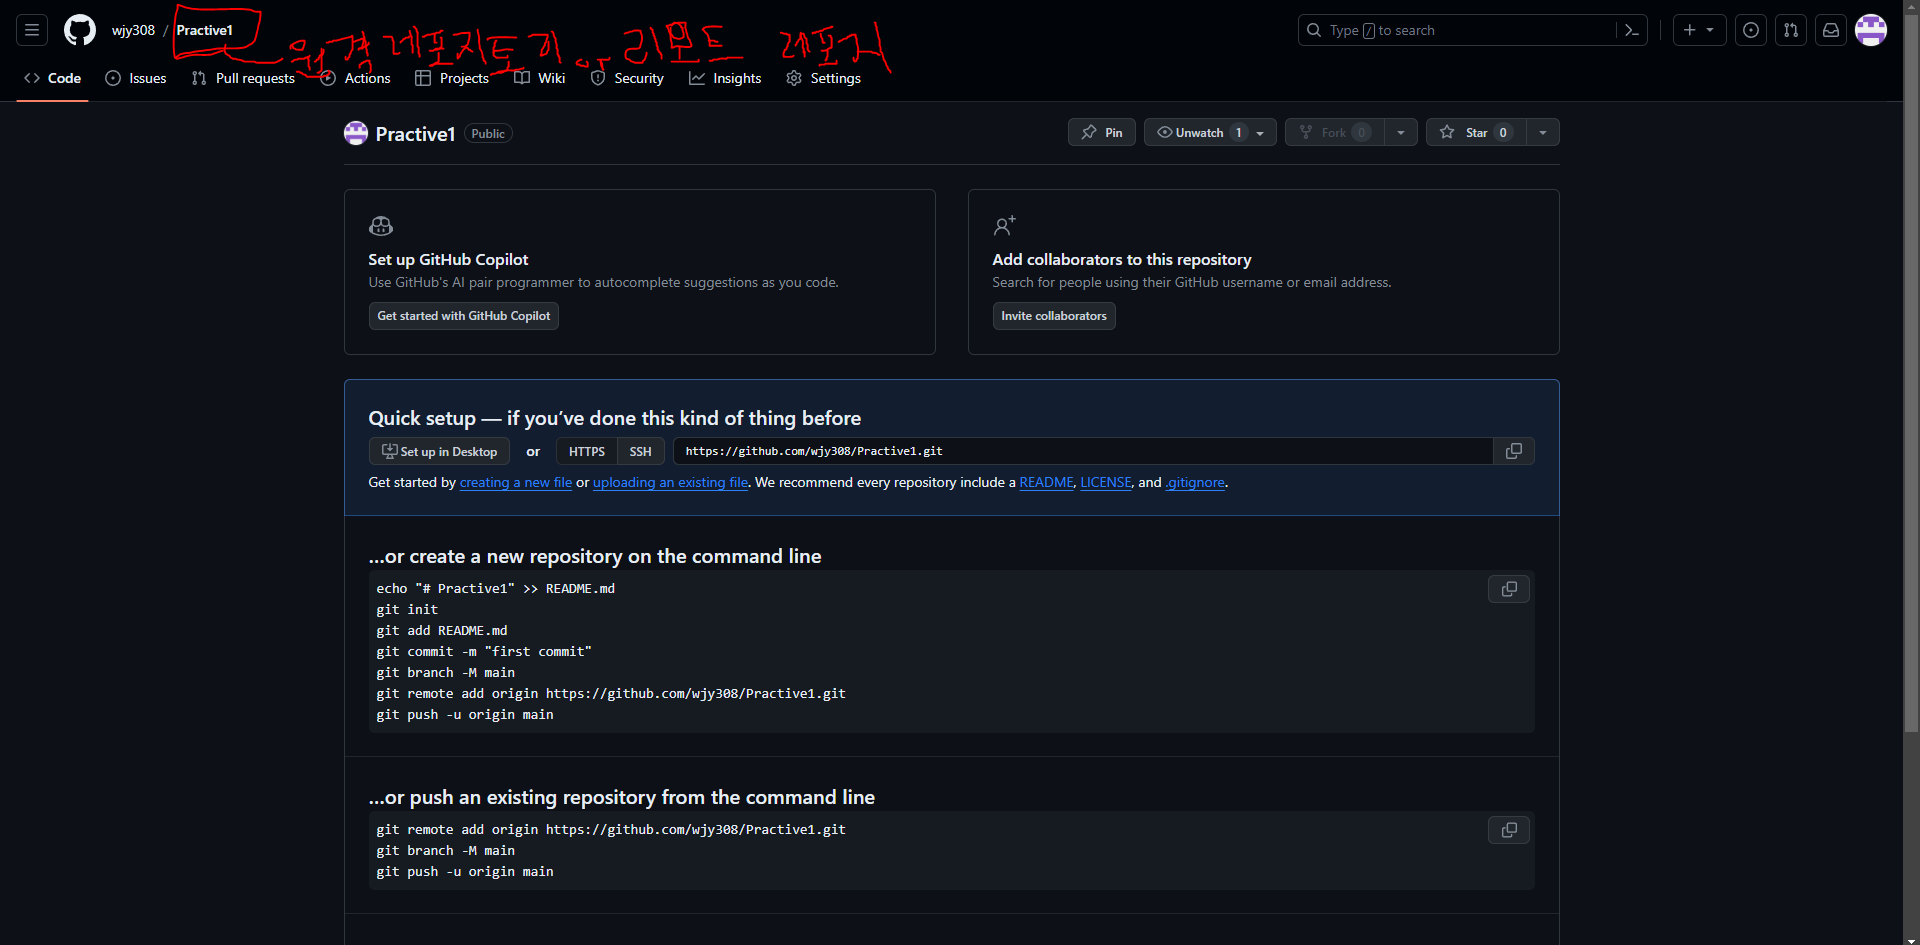 wjy308 / Practive1
원격 레포지토리 or 리모트 레포지
Type / to search
1
Code
Issues
Pull requests
Actions
Projects
Wiki
Security
Insights
Settings
Practive1 Public
Pin
Unwatch 1
Fork 0
Star 0
Set up GitHub Copilot
Use GitHub's AI pair programmer to autocomplete suggestions as you code.
Get started with GitHub Copilot
Add collaborators to this repository
Search for people using their GitHub username or email address.
Invite collaborators
Quick setup — if you’ve done this kind of thing before
Set up in Desktop or HTTPS SSH https://github.com/wjy308/Practive1.git
Get started by creating a new file or uploading an existing file. We recommend every repository include a README, LICENSE, and .gitignore.
…or create a new repository on the command line
echo "# Practive1" >> README.md
git init
git add README.md
git commit -m "first commit"
git branch -M main
git remote add origin https://github.com/wjy308/Practive1.git
git push -u origin main
…or push an existing repository from the command line
git remote add origin https://github.com/wjy308/Practive1.git
git branch -M main
git push -u origin main